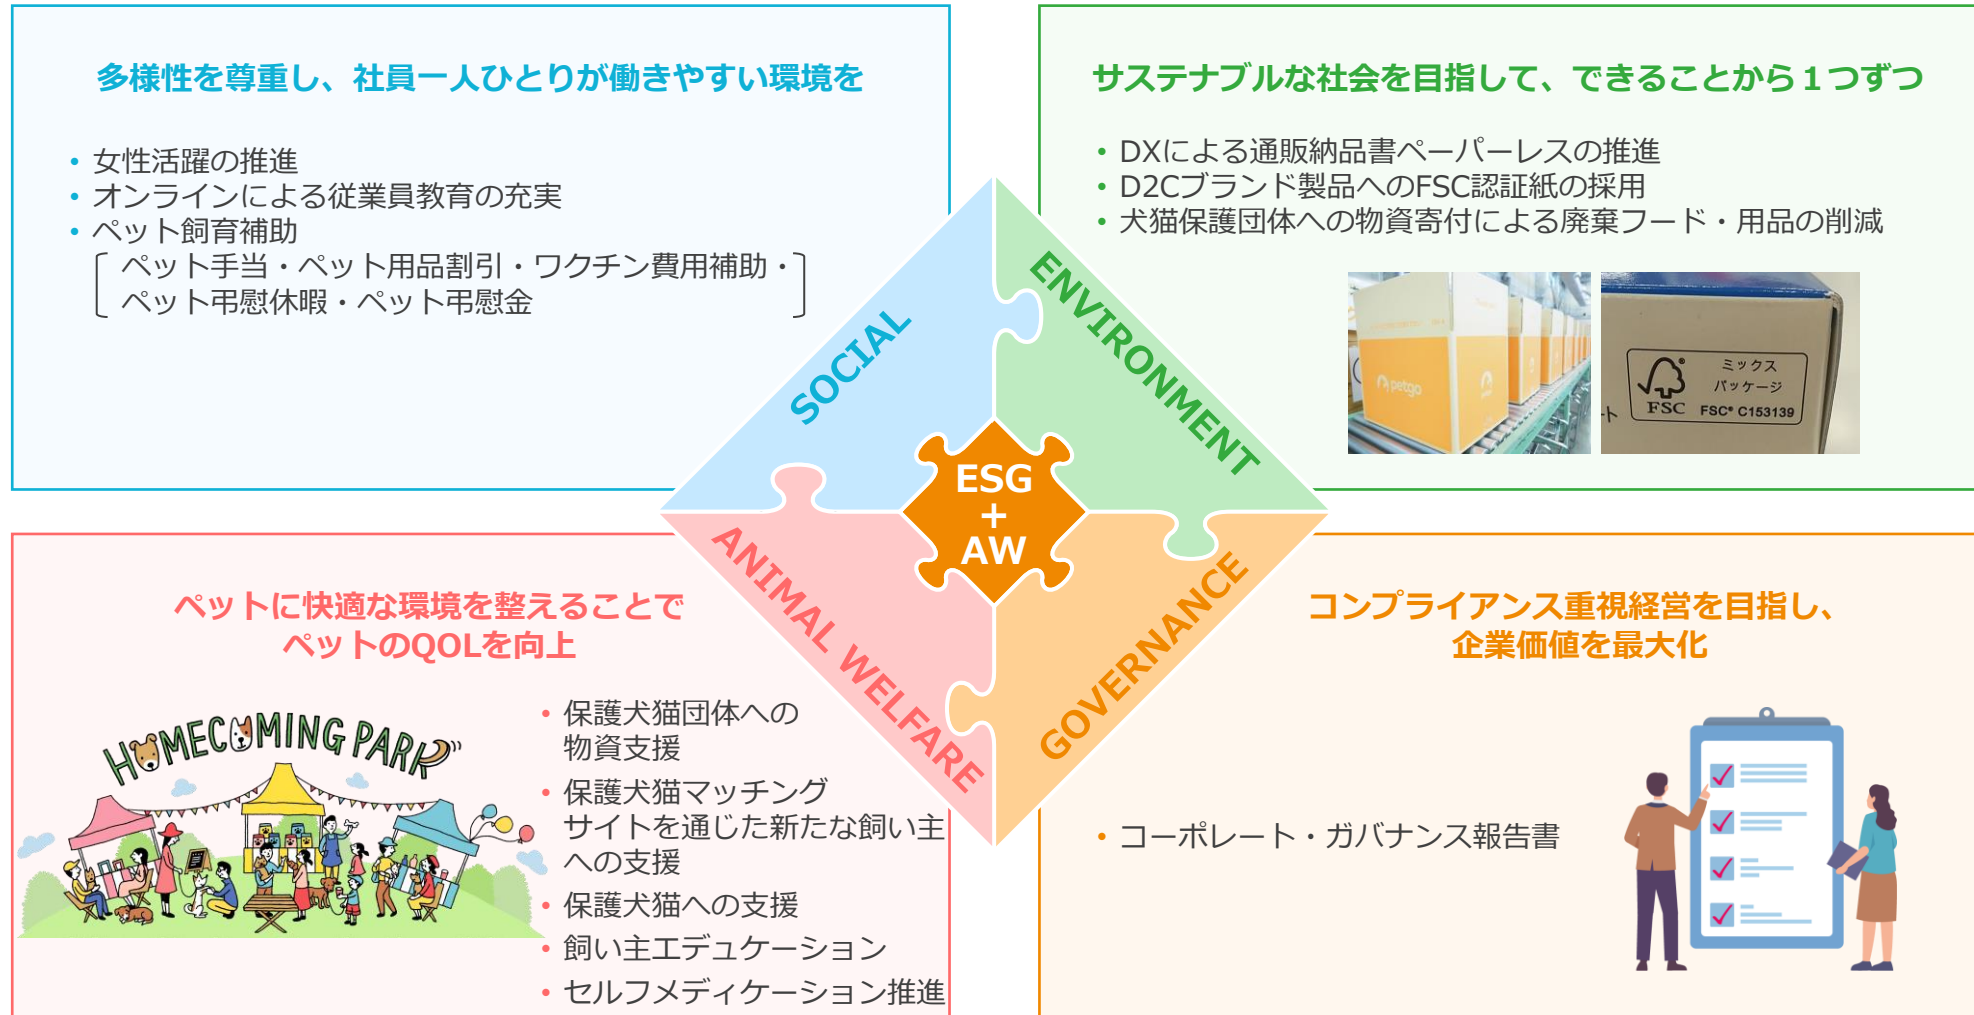 多様性を尊重し、社員一人ひとりが働きやすい環境を
• 女性活躍の推進
• オンラインによる従業員教育の充実
• ペット飼育補助
ペット手当・ペット用品割引・ワクチン費用補助・
ペット弔慰休暇・ペット弔慰金
サステナブルな社会を目指して、できることから１つずつ
• DXによる通販納品書ペーパーレスの推進
• D2Cブランド製品へのFSC認証紙の採用
• 犬猫保護団体への物資寄付による廃棄フード・用品の削減
petgo
ミックス
パッケージ
FSC
FSC® C153139
ト
SOCIAL
ENVIRONMENT
ESG
+
AW
ANIMAL WELFARE
GOVERNANCE
ペットに快適な環境を整えることで
ペットのQOLを向上
HOMECOMING PARK
• 保護犬猫団体への
物資支援
• 保護犬猫マッチング
サイトを通じた新たな飼い主
への支援
• 保護犬猫への支援
• 飼い主エデュケーション
• セルフメディケーション推進
コンプライアンス重視経営を目指し、
企業価値を最大化
• コーポレート・ガバナンス報告書